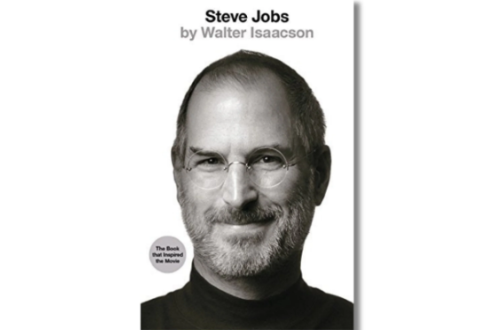 Steve Jobs
by Walter Isaacson
The Book
that Inspired
the Movie